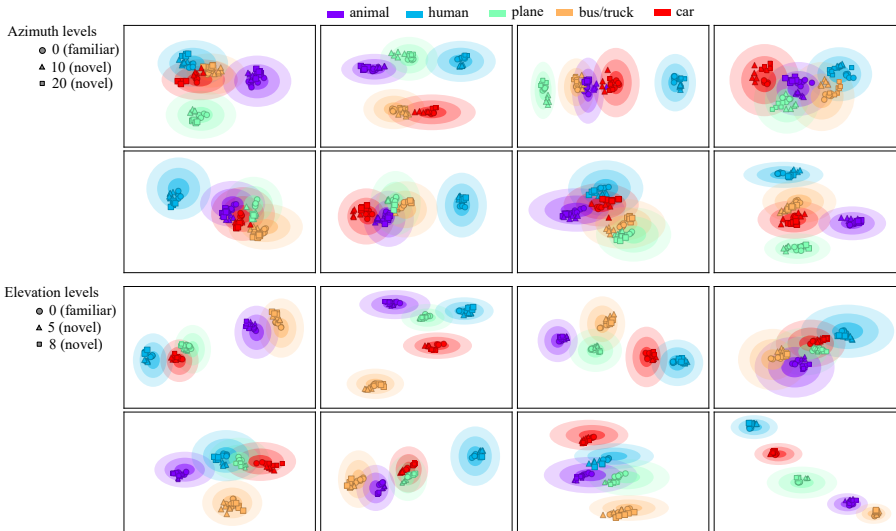 animal human plane bus/truck car
Azimuth levels
0 (familiar)
10 (novel)
20 (novel)
Elevation levels
0 (familiar)
5 (novel)
8 (novel)